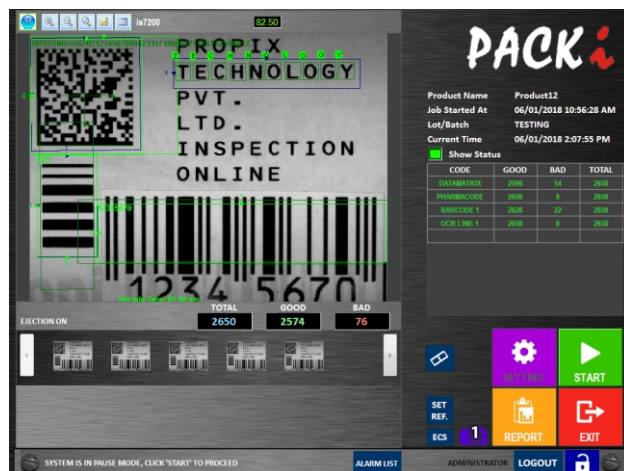 in7200
82.50
PROPIX
TECHNOLOGY
TECHNOLOGY
PVT.
LTD.
INSPECTION
ONLINE
1234 5670
PACKi
Product Name Product12
Job Started At 06/01/2018 10:56:28 AM
Lot/Batch TESTING
Current Time 06/01/2018 2:07:55 PM
Show Status
CODE GOOD BAD TOTAL
DATAMATRIX 2596 54 2650
PHARMACODE 2650 0 2650
BARCODE 1 2628 22 2650
OCR LINE 1 2650 0 2650
TOTAL GOOD BAD
EJECTION ON 2650 2574 76
SETTING
START
SET REF.
ECS
1
REPORT
EXIT
SYSTEM IS IN PAUSE MODE, CLICK 'START' TO PROCEED
ALARM LIST
ADMINISTRATOR
LOGOUT